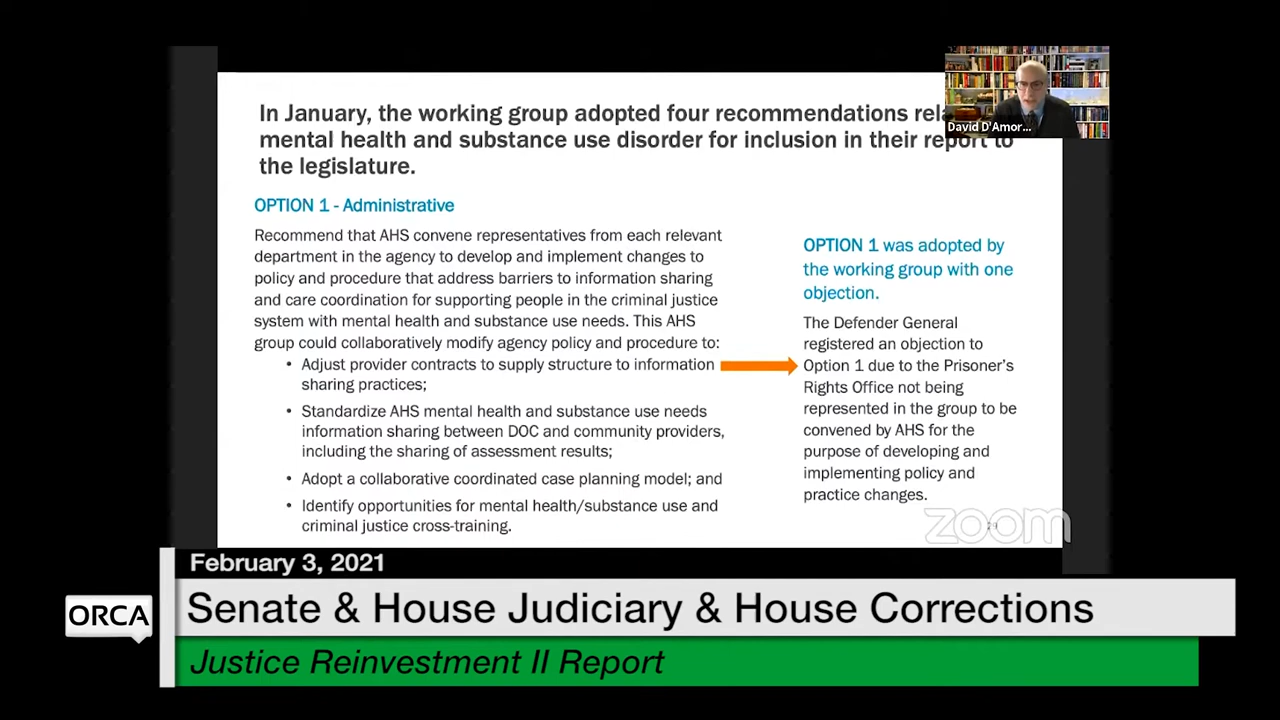 In January, the working group adopted four recommendations
mental health and substance use disorder for inclusion in their report to
the legislature.
David D'Amor...
OPTION 1 - Administrative
Recommend that AHS convene representatives from each relevant
department in the agency to develop and implement changes to
policy and procedure that address barriers to information sharing
and care coordination for supporting people in the criminal justice
system with mental health and substance use needs. This AHS
group could collaboratively modify agency policy and procedure to:
• Adjust provider contracts to supply structure to information
sharing practices;
• Standardize AHS mental health and substance use needs
information sharing between DOC and community providers,
including the sharing of assessment results;
• Adopt a collaborative coordinated case planning model; and
• Identify opportunities for mental health/substance use and
criminal justice cross-training.
OPTION 1 was adopted by
the working group with one
objection.
The Defender General
registered an objection to
Option 1 due to the Prisoner's
Rights Office not being
represented in the group to be
convened by AHS for the
purpose of developing and
implementing policy and
practice changes.
zoom
February 3, 2021
ORCA
Senate & House Judiciary & House Corrections
Justice Reinvestment II Report